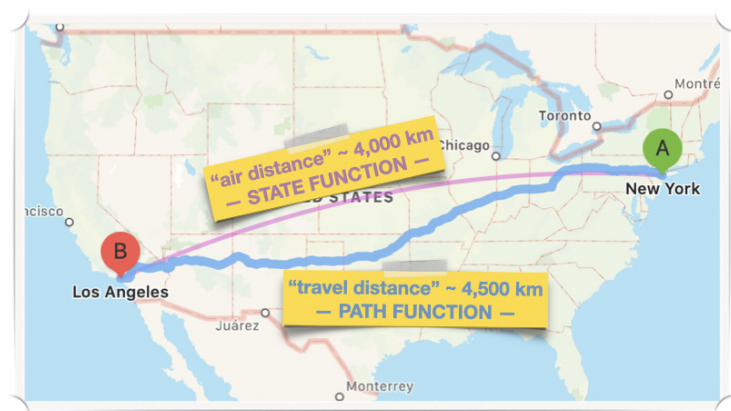 Montré
Toronto
A
Chicago
New York
"air distance" ~ 4,000 km
— STATE FUNCTION —
STATES
ncisco
B
Los Angeles
"travel distance" ~ 4,500 km
— PATH FUNCTION —
Juárez
Monterrey